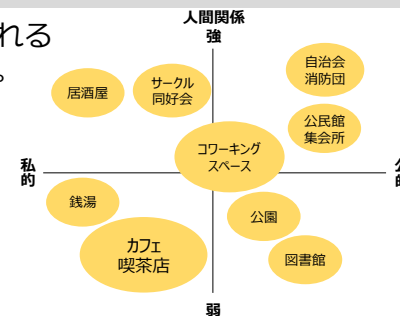 れる
。
人間関係
強
自治会
消防団
サークル
同好会
居酒屋
公民館
集会所
コワーキング
スペース
私的
銭湯
公園
カフェ
喫茶店
図書館
弱